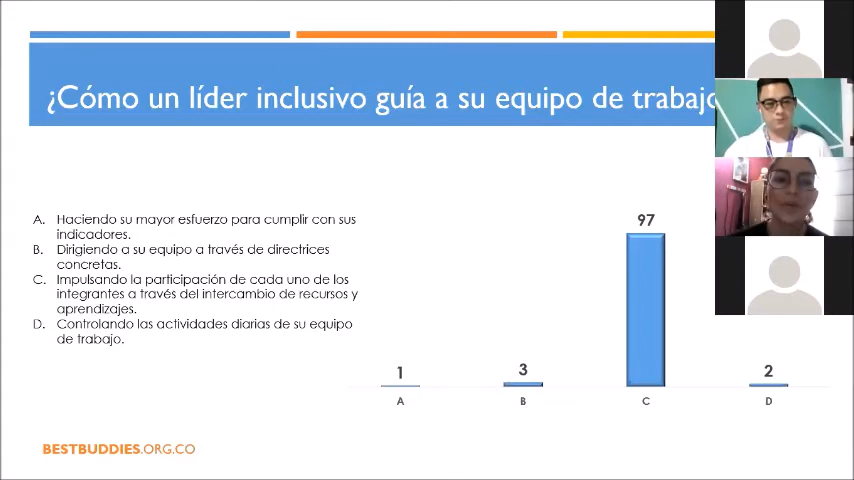 ¿Cómo un líder inclusivo guía a su equipo de trabajo
A. Haciendo su mayor esfuerzo para cumplir con sus
indicadores.
B. Dirigiendo a su equipo a través de directrices
concretas.
C. Impulsando la participación de cada uno de los
integrantes a través del intercambio de recursos y
aprendizajes.
D. Controlando las actividades diarias de su equipo
de trabajo.
97
1
3
2
A
B
C
D
BESTBUDDIES.ORG.CO